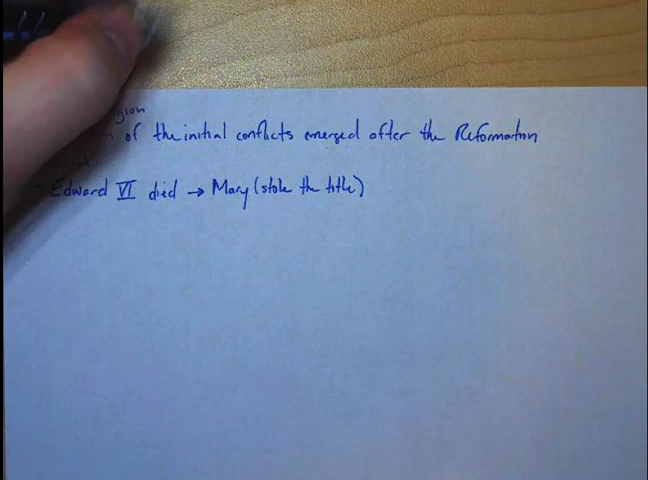 of the initial conflicts emerged after the Reformation
- Edward VI died → Mary (stole the title)